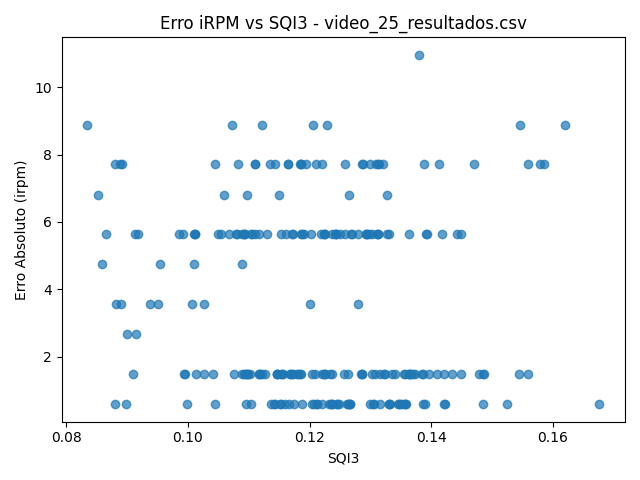 Erro iRPM vs SQI3 - video_25_resultados.csv
Erro Absoluto (irpm)
10
8
6
4
2
0.08 0.10 0.12 0.14 0.16
SQI3